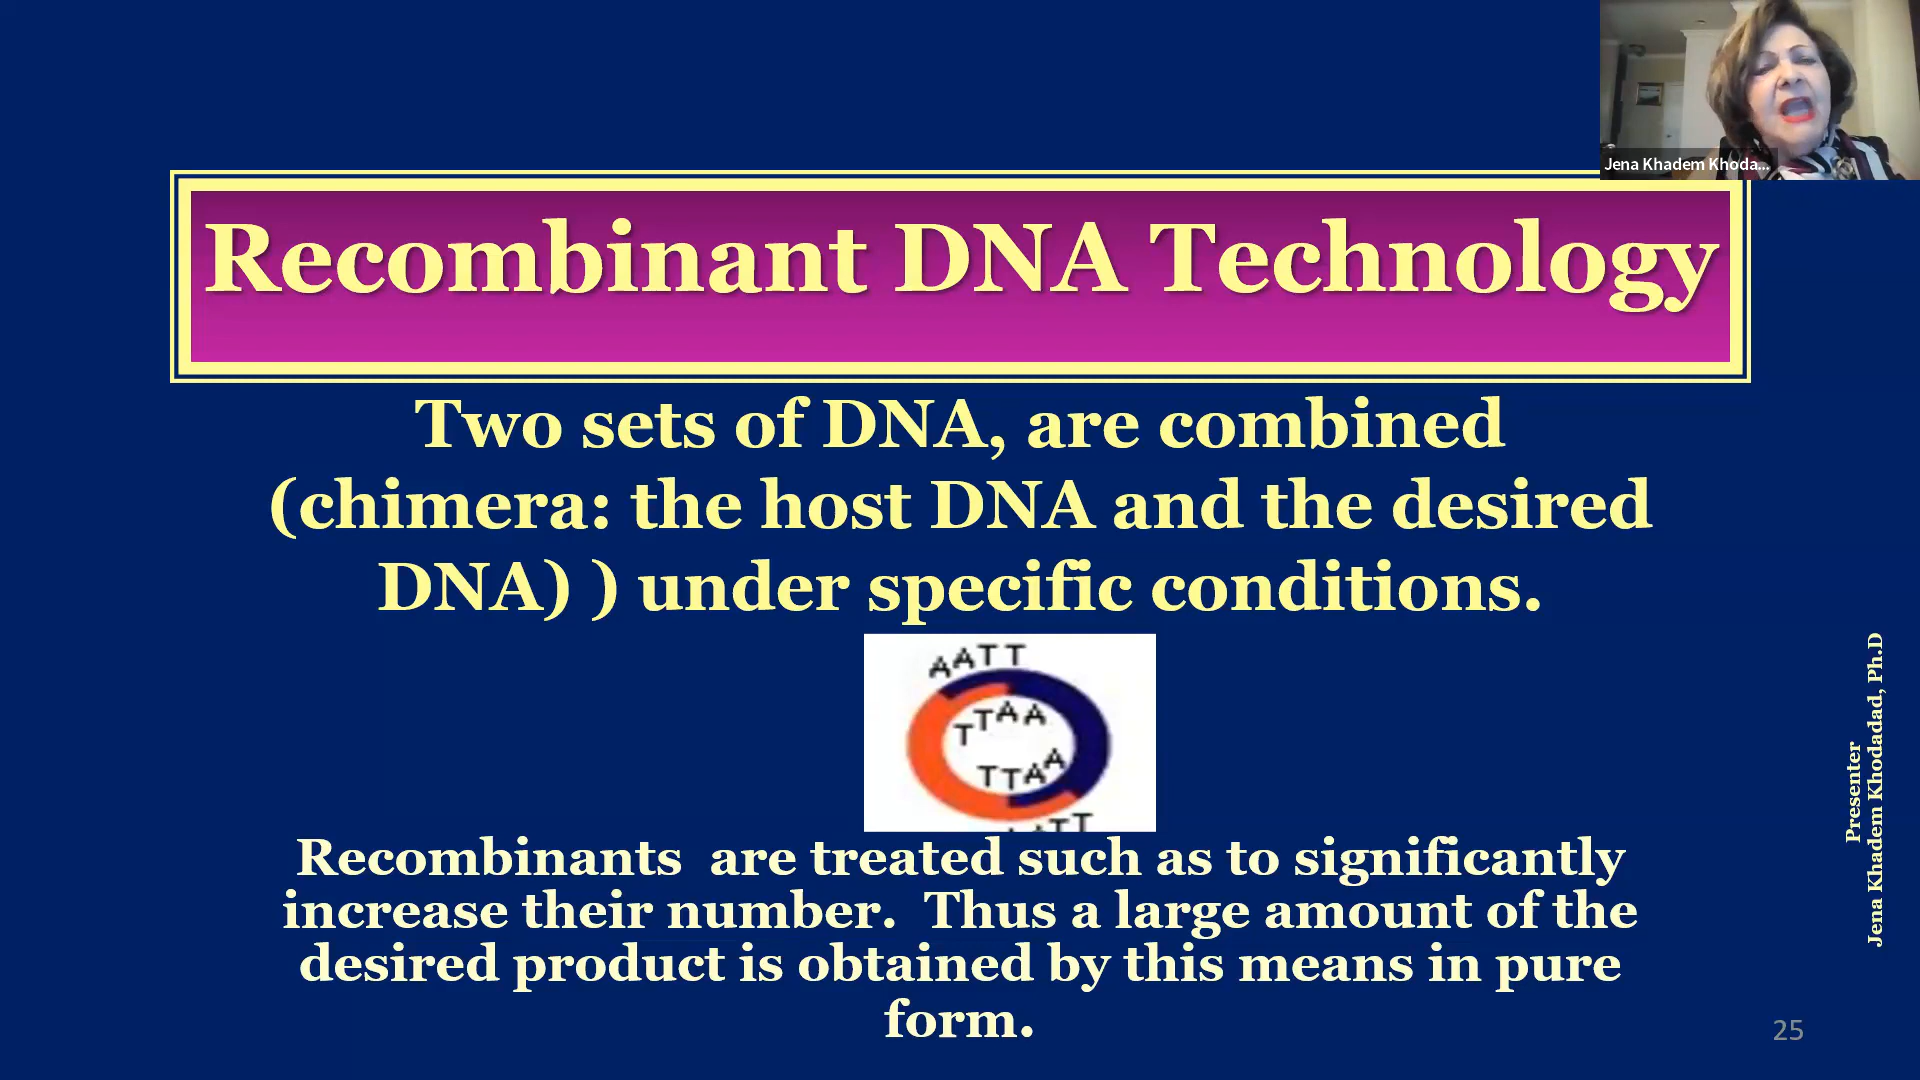 Jena Khadem Khoda...
Recombinant DNA Technology
Two sets of DNA, are combined
(chimera: the host DNA and the desired
DNA) ) under specific conditions.
AATT
TTAA
TTAA
Recombinants are treated such as to significantly
increase their number. Thus a large amount of the
desired product is obtained by this means in pure
form.
Presenter
Jena Khadem Khodadad, Ph.D
25